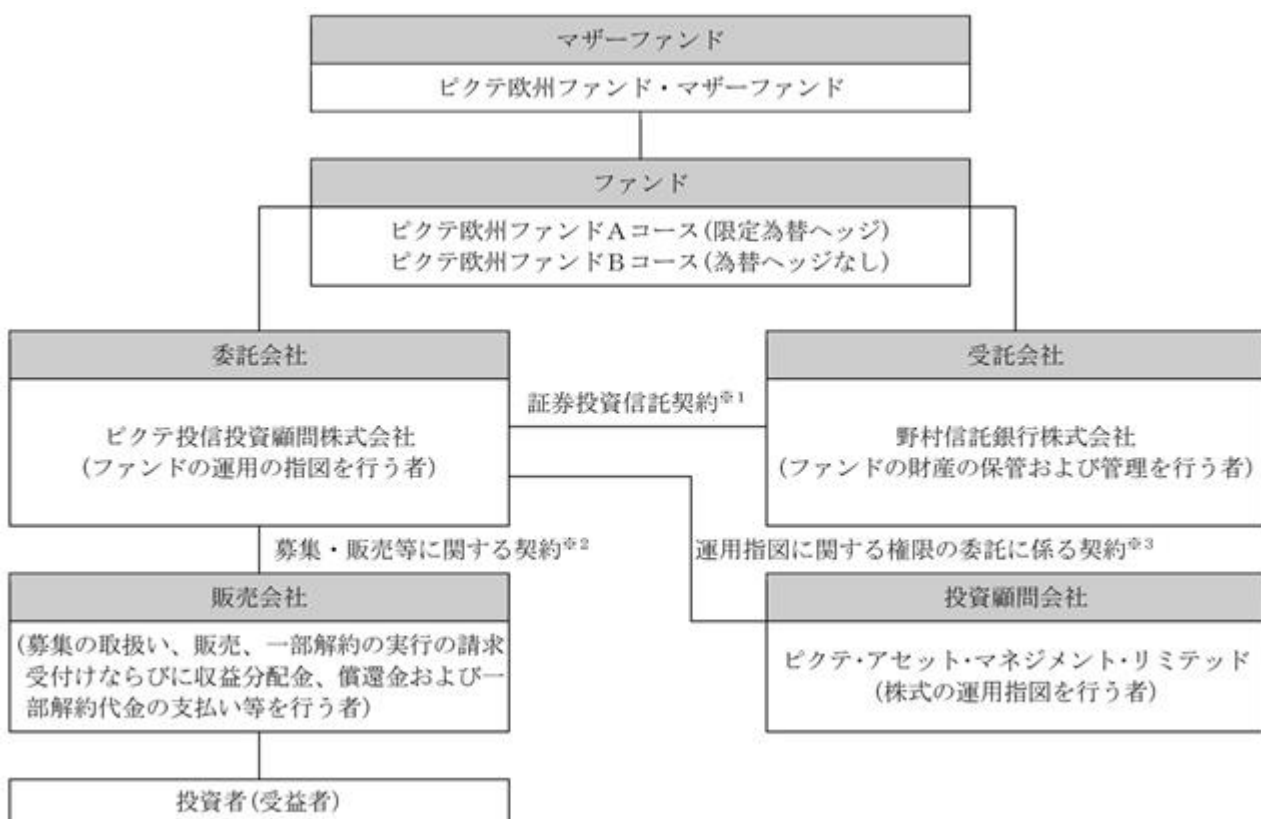 マザーファンド
ピクテ欧州ファンド・マザーファンド
ファンド
ピクテ欧州ファンドAコース(限定為替ヘッジ)
ピクテ欧州ファンドBコース(為替ヘッジなし)
委託会社
ピクテ投信投資顧問株式会社
(ファンドの運用の指図を行う者)
証券投資信託契約※1
受託会社
野村信託銀行株式会社
(ファンドの財産の保管および管理を行う者)
募集・販売等に関する契約※2
運用指図に関する権限の委託に係る契約※3
販売会社
(募集の取扱い、販売、一部解約の実行の請求
受付けならびに収益分配金、償還金および一
部解約代金の支払い等を行う者)
投資顧問会社
ピクテ・アセット・マネジメント・リミテッド
(株式の運用指図を行う者)
投資者(受益者)